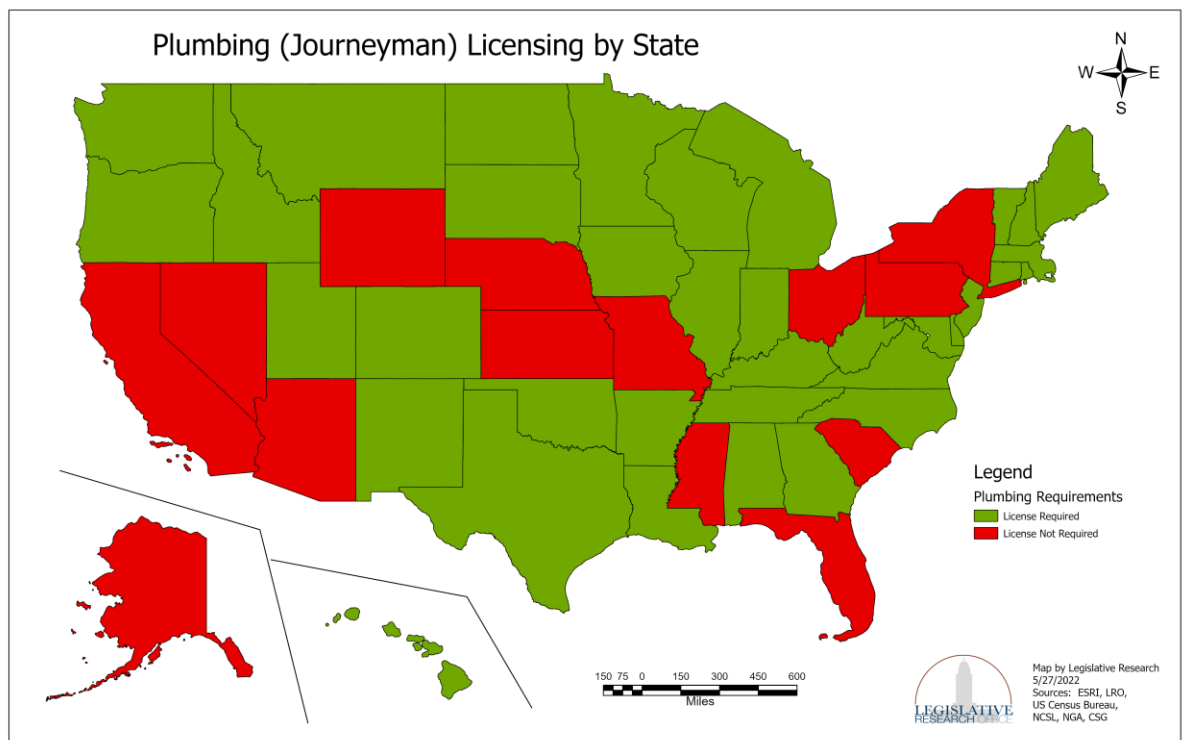 Plumbing (Journeyman) Licensing by State
N
W E
S
Legend
Plumbing Requirements
License Required
License Not Required
150 75 0 150 300 450 600
Miles
LEGISLATIVE
RESEARCH OFFICE
Map by Legislative Research
5/27/2022
Sources: ESRI, LRO,
US Census Bureau,
NCSL, NGA, CSG